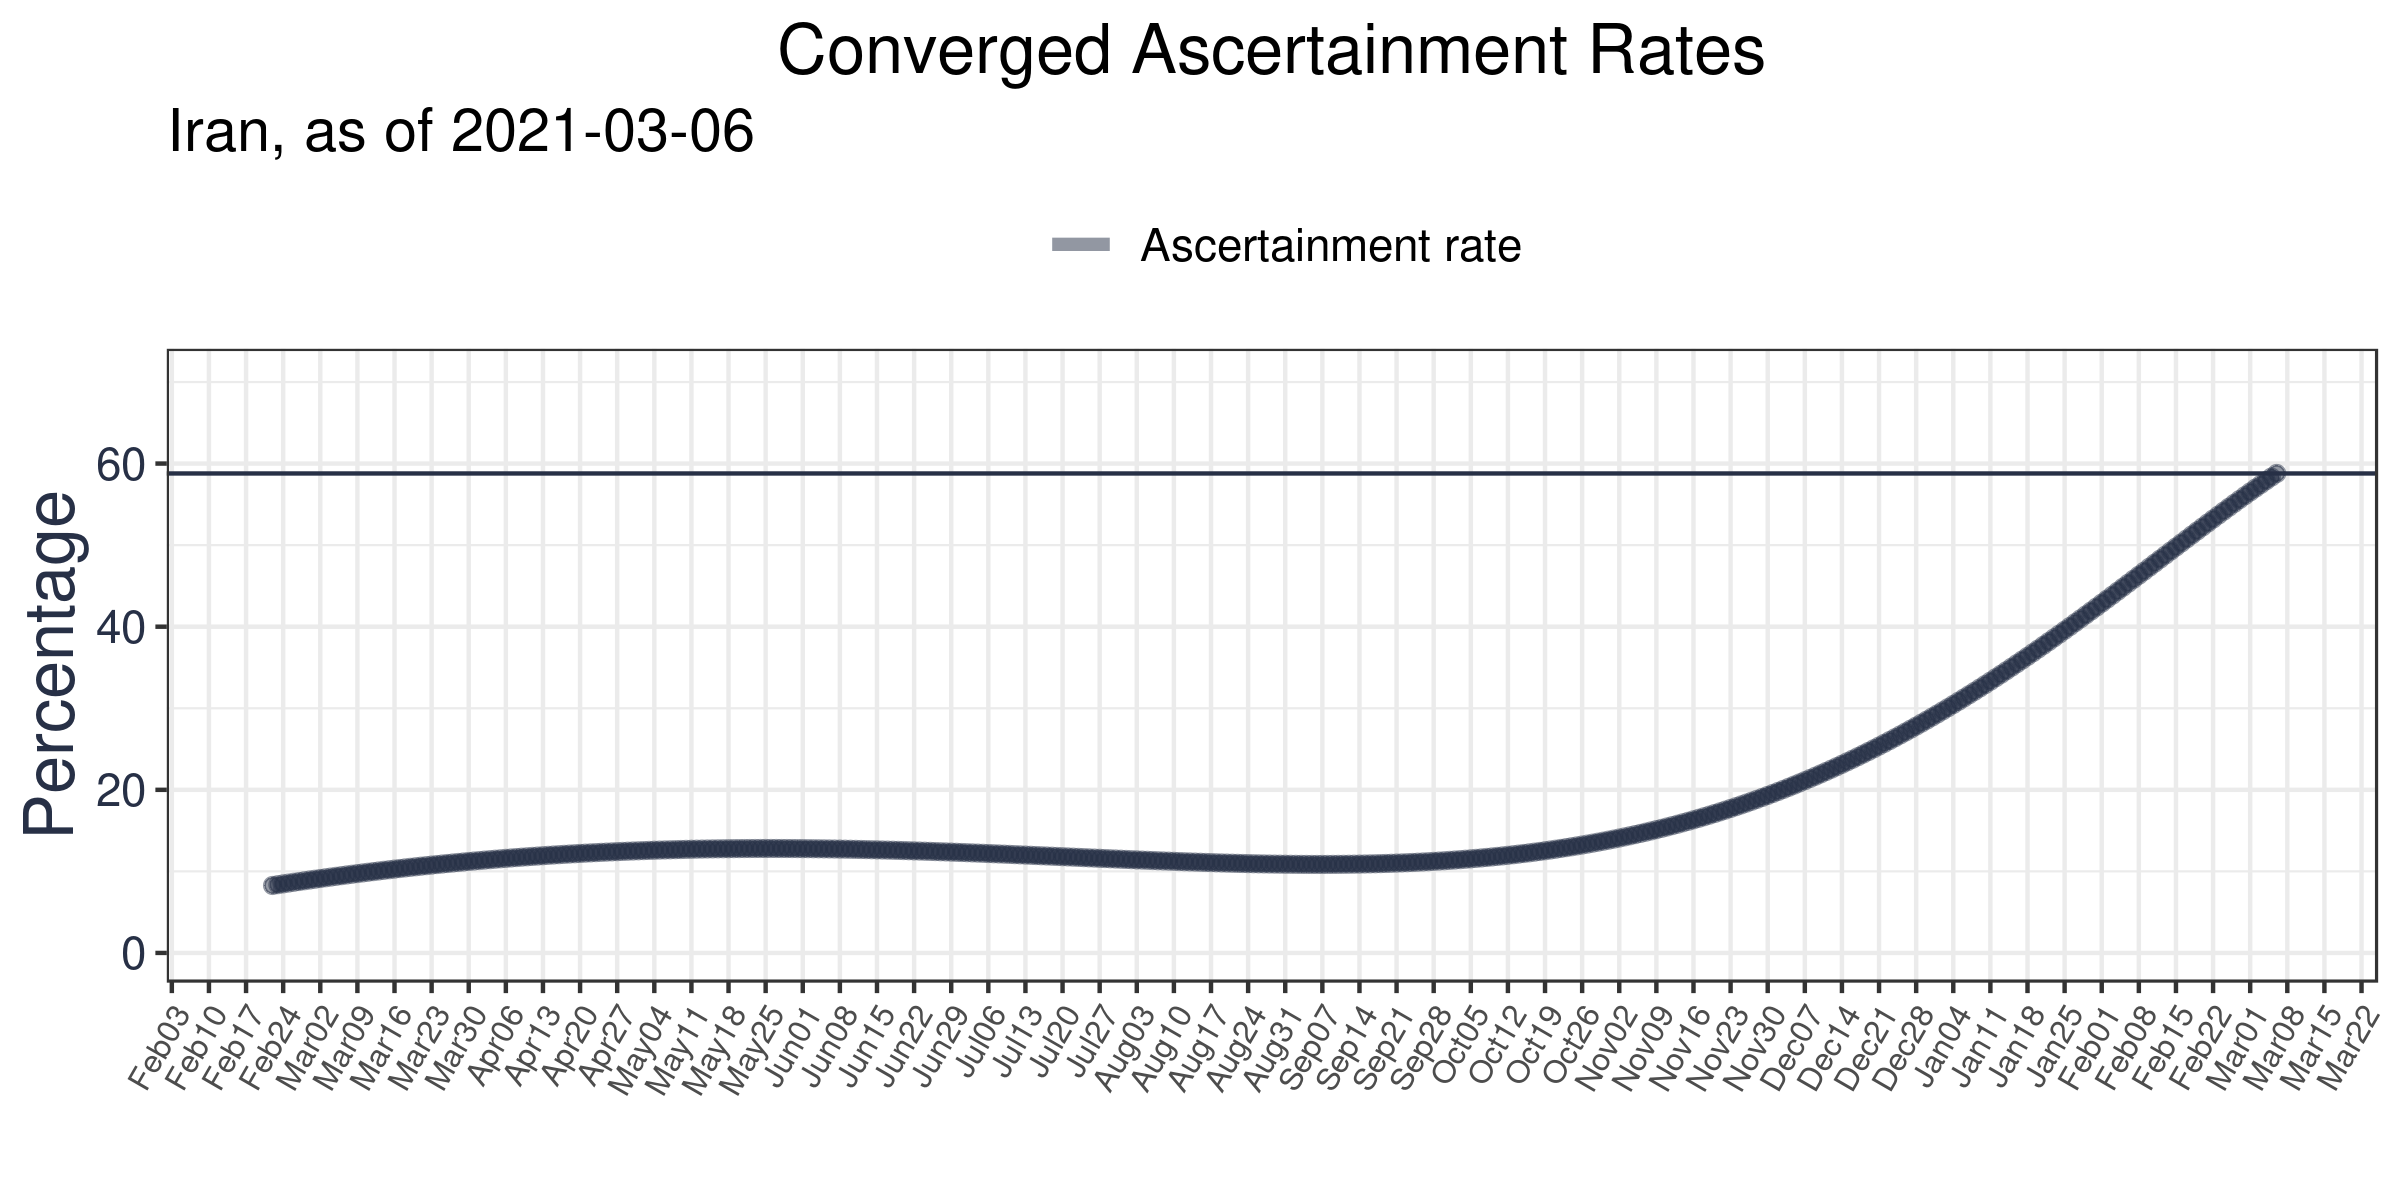 Converged Ascertainment Rates
Iran, as of 2021-03-06
Ascertainment rate
Percentage
60
40
20
0
Feb03
Feb10
Feb17
Feb24
Mar02
Mar09
Mar16
Mar23
Mar30
Apr06
Apr13
Apr20
Apr27
May04
May11
May18
May25
Jun01
Jun08
Jun15
Jun22
Jun29
Jul06
Jul13
Jul20
Jul27
Aug03
Aug10
Aug17
Aug24
Aug31
Sep07
Sep14
Sep21
Sep28
Oct05
Oct12
Oct19
Oct26
Nov02
Nov09
Nov16
Nov23
Nov30
Dec07
Dec14
Dec21
Dec28
Jan04
Jan11
Jan18
Jan25
Feb01
Feb08
Feb15
Feb22
Mar01
Mar08
Mar15
Mar22